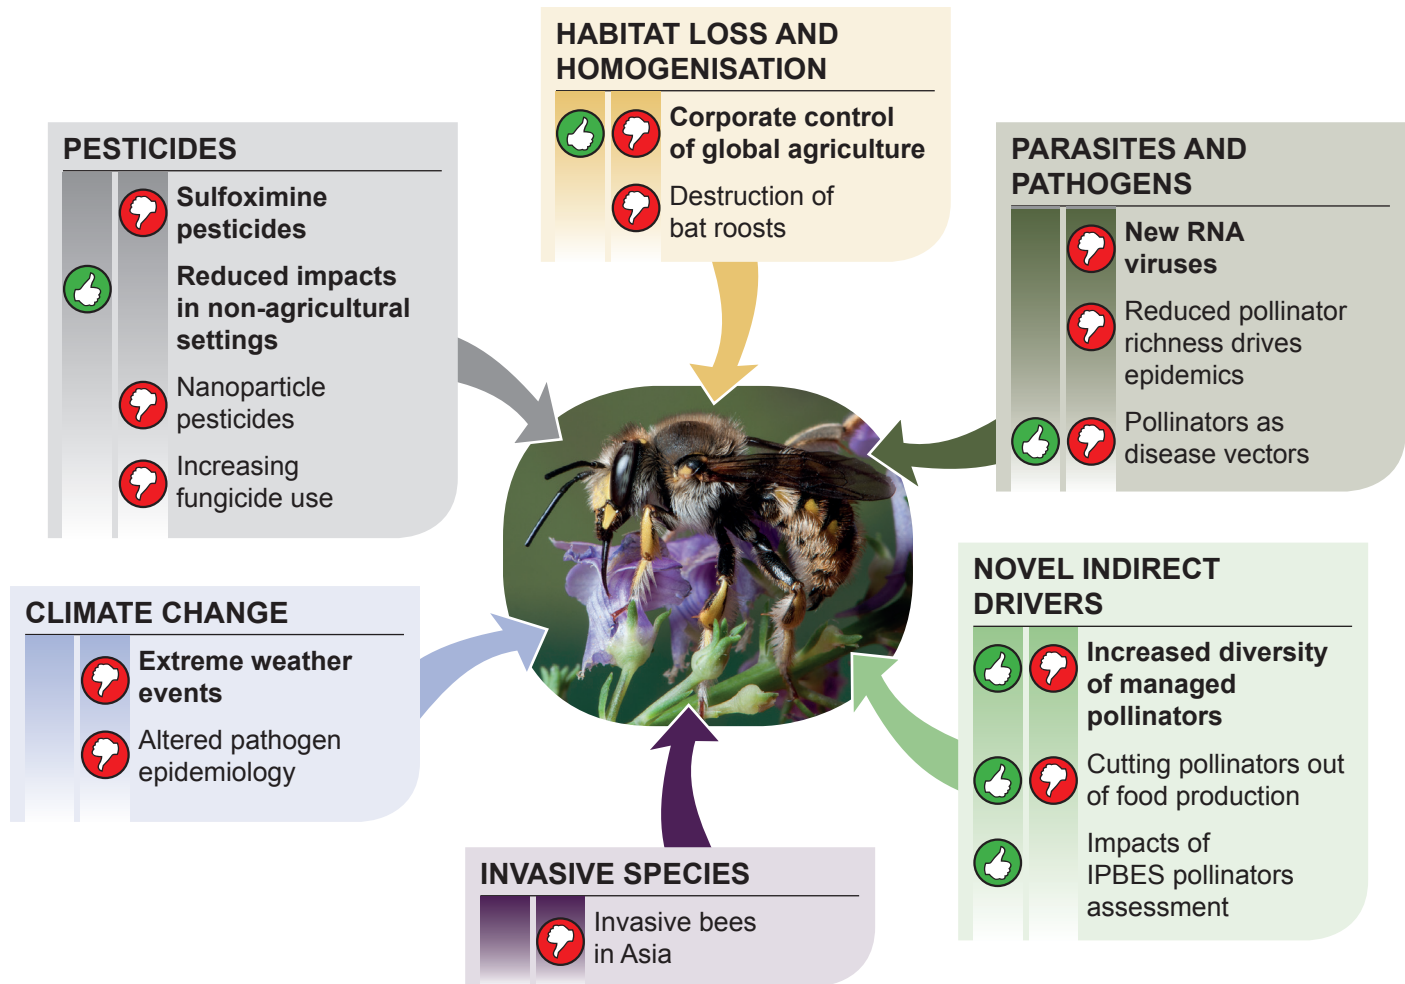 HABITAT LOSS AND
HOMOGENISATION
Corporate control
of global agriculture
Destruction of
bat roosts
PESTICIDES
Sulfoximine
pesticides
Reduced impacts
in non-agricultural
settings
Nanoparticle
pesticides
Increasing
fungicide use
PARASITES AND
PATHOGENS
New RNA
viruses
Reduced pollinator
richness drives
epidemics
Pollinators as
disease vectors
CLIMATE CHANGE
Extreme weather
events
Altered pathogen
epidemiology
NOVEL INDIRECT
DRIVERS
Increased diversity
of managed
pollinators
Cutting pollinators out
of food production
Impacts of
IPBES pollinators
assessment
INVASIVE SPECIES
Invasive bees
in Asia